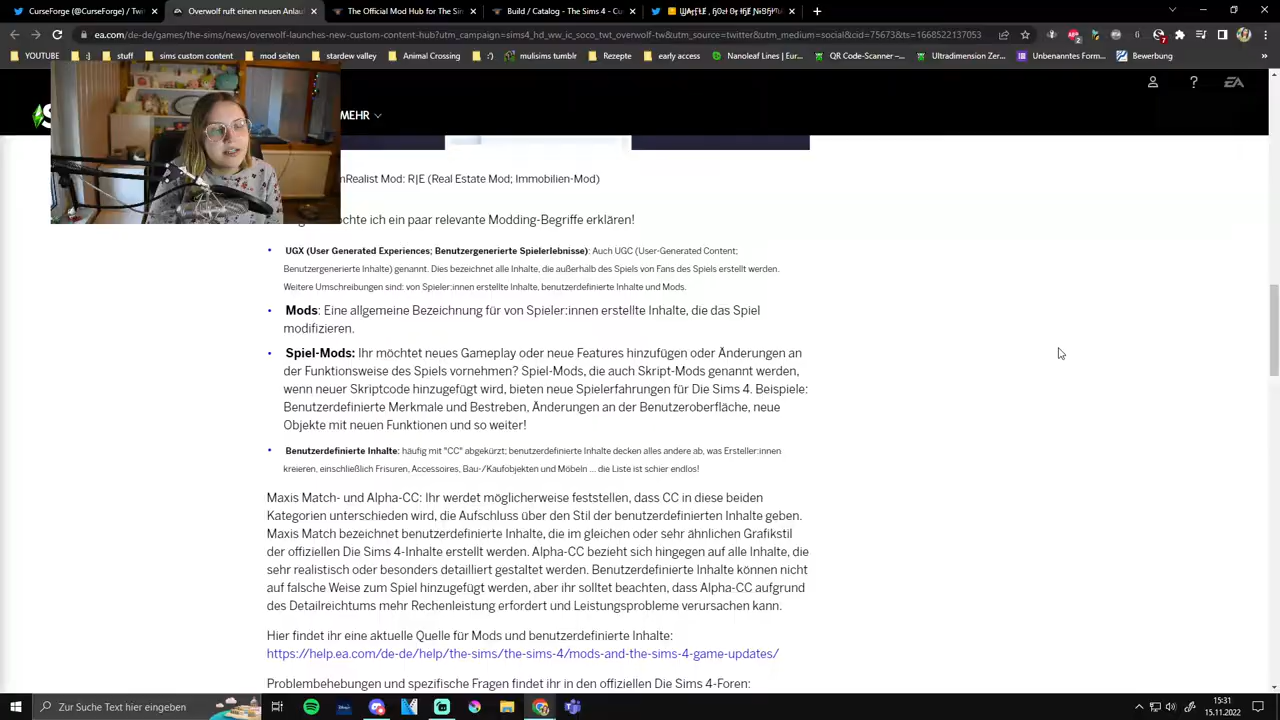 CurseForge (@CurseForge) / Twi
Overwolf ruft einen neuen Knot
TmexRealist Mod Hub for The Sin
Build / Catalog - The Sims 4 - Cu
ea.com/de-de/games/the-sims/news/overwolf-launches-new-custom-content-hub?utm_campaign=sims4_hd_ww_ic_soco_twt_overwolf-tw&utm_source=twitter&utm_medium=social&cid=75673&ts=1668522137053
YOUTUBE
sims custom content
mod seiten
stardew valley
Animal Crossing
mulisims tumblr
Rezepte
early access
Nanoleaf Lines | Eur...
QR Code-Scanner –...
Ultradimension Zer...
Unbenanntes Form...
Bewerbung
EA
MEHR
mRealist Mod: R|E (Real Estate Mod; Immobilien-Mod)
öchte ich ein paar relevante Modding-Begriffe erklären!
• UGX (User Generated Experiences; Benutzergenerierte Spielerlebnisse): Auch UGC (User-Generated Content;
Benutzergenerierte Inhalte) genannt. Dies bezeichnet alle Inhalte, die außerhalb des Spiels von Fans des Spiels erstellt werden.
Weitere Umschreibungen sind: von Spieler:innen erstellte Inhalte, benutzerdefinierte Inhalte und Mods.
• Mods: Eine allgemeine Bezeichnung für von Spieler:innen erstellte Inhalte, die das Spiel
modifizieren.
• Spiel-Mods: Ihr möchtet neues Gameplay oder neue Features hinzufügen oder Änderungen an
der Funktionsweise des Spiels vornehmen? Spiel-Mods, die auch Skript-Mods genannt werden,
wenn neuer Skriptcode hinzugefügt wird, bieten neue Spielerfahrungen für Die Sims 4. Beispiele:
Benutzerdefinierte Merkmale und Bestreben, Änderungen an der Benutzeroberfläche, neue
Objekte mit neuen Funktionen und so weiter!
• Benutzerdefinierte Inhalte: häufig mit "CC" abgekürzt; benutzerdefinierte Inhalte decken alles andere ab, was Ersteller:innen
kreieren, einschließlich Frisuren, Accessoires, Bau-/Kaufobjekten und Möbeln ... die Liste ist schier endlos!
Maxis Match- und Alpha-CC: Ihr werdet möglicherweise feststellen, dass CC in diese beiden
Kategorien unterschieden wird, die Aufschluss über den Stil der benutzerdefinierten Inhalte geben.
Maxis Match bezeichnet benutzerdefinierte Inhalte, die im gleichen oder sehr ähnlichen Grafikstil
der offiziellen Die Sims 4-Inhalte erstellt werden. Alpha-CC bezieht sich hingegen auf alle Inhalte, die
sehr realistisch oder besonders detailliert gestaltet werden. Benutzerdefinierte Inhalte können nicht
auf falsche Weise zum Spiel hinzugefügt werden, aber ihr solltet beachten, dass Alpha-CC aufgrund
des Detailreichtums mehr Rechenleistung erfordert und Leistungsprobleme verursachen kann.
Hier findet ihr eine aktuelle Quelle für Mods und benutzerdefinierte Inhalte:
https://help.ea.com/de-de/help/the-sims/the-sims-4/mods-and-the-sims-4-game-updates/
Problembehebungen und spezifische Fragen findet ihr in den offiziellen Die Sims 4-Foren:
Zur Suche Text hier eingeben
15:31
15.11.2022